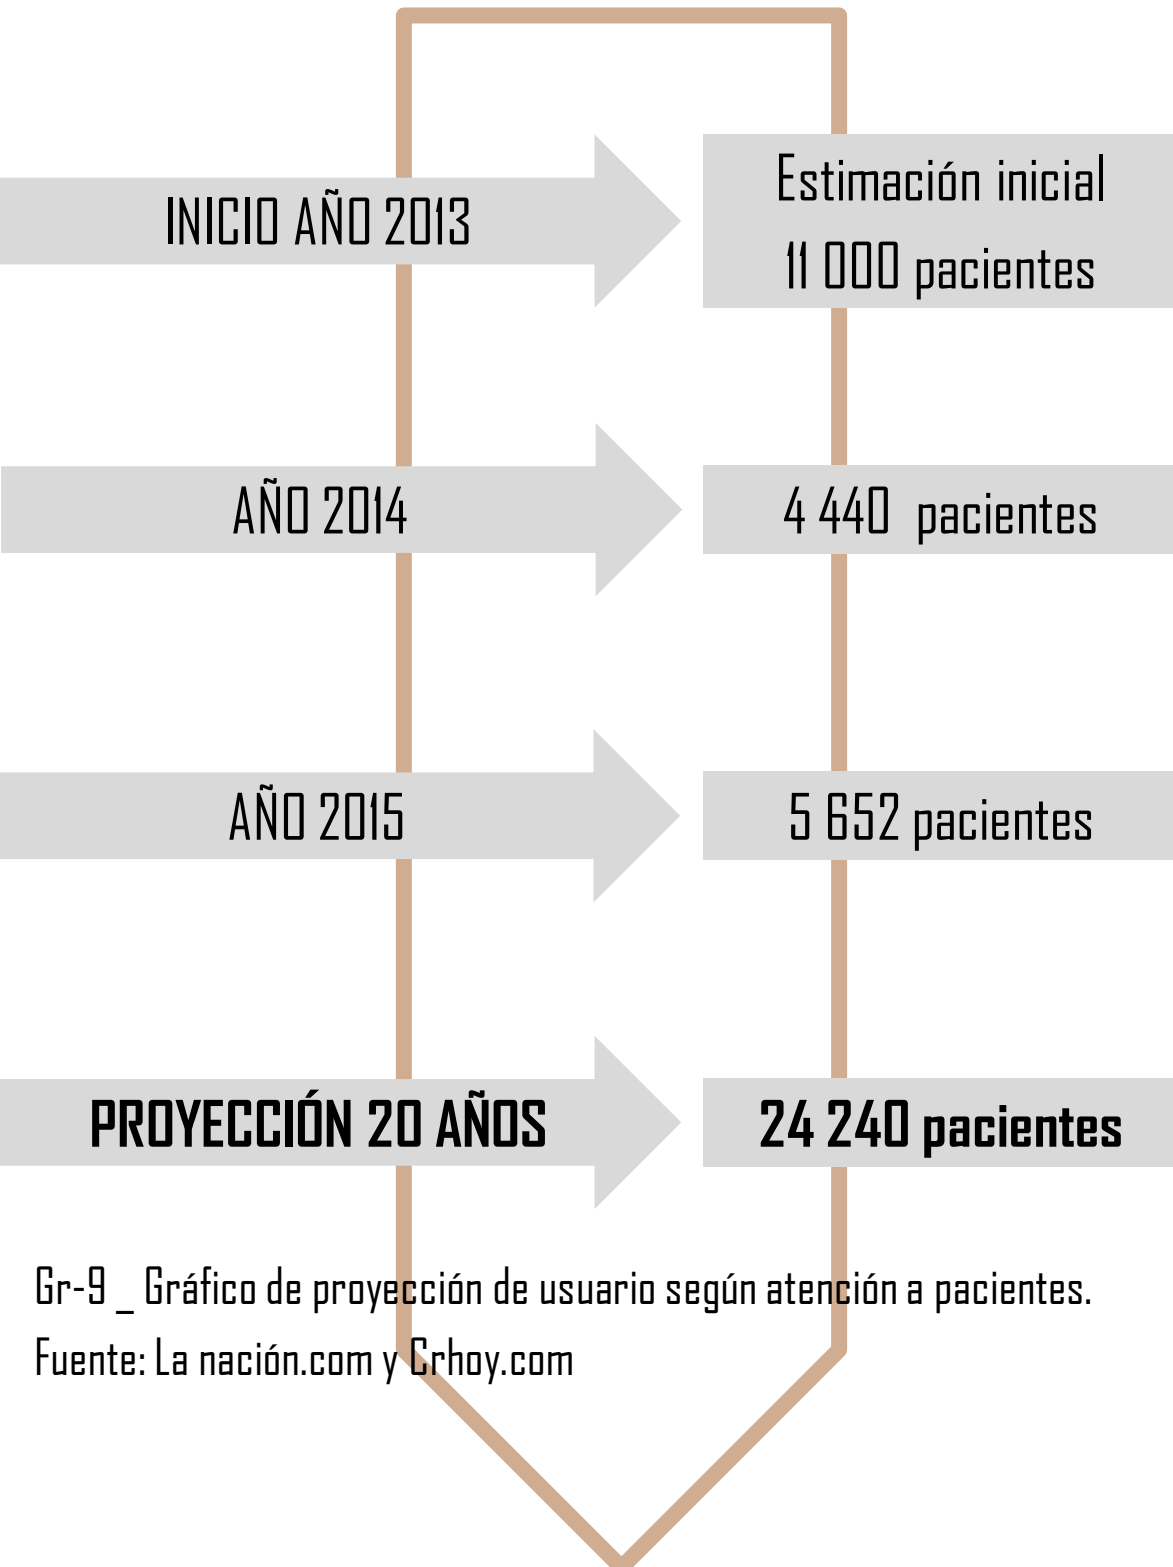 INICIO AÑO 2013
Estimación inicial
11 000 pacientes
AÑO 2014
4 440 pacientes
AÑO 2015
5 652 pacientes
PROYECCIÓN 20 AÑOS
24 240 pacientes
Gr-9 _ Gráfico de proyección de usuario según atención a pacientes.
Fuente: La nación.com y Crhoy.com